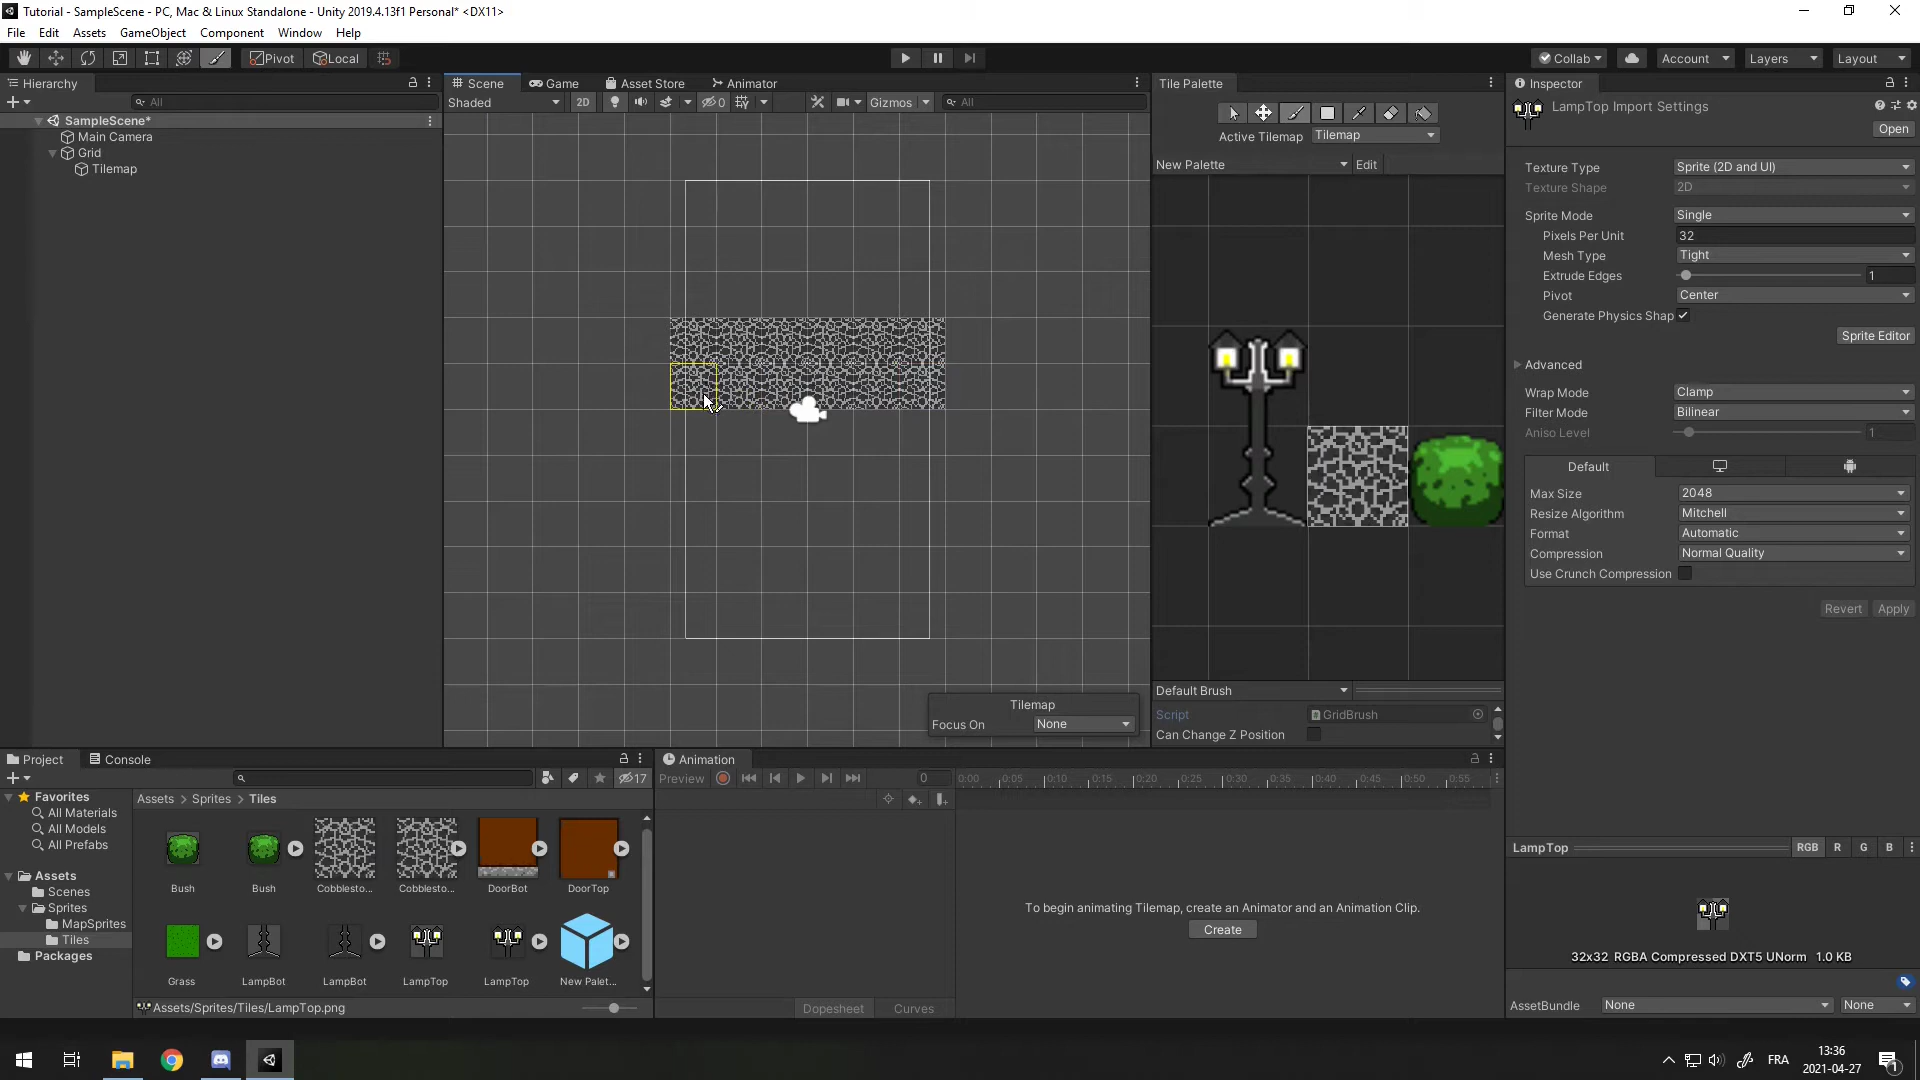 Tutorial - SampleScene - PC, Mac & Linux Standalone - Unity 2019.4.13f1 Personal* <DX11>
File Edit Assets GameObject Component Window Help
Pivot Local Collab Account Layers Layout
Hierarchy
All
SampleScene*
Main Camera
Grid
Tilemap
Scene Game Asset Store Animator
Shaded 2D 0 Gizmos All
Tilemap
Focus On None
Tile Palette
Active Tilemap Tilemap
New Palette Edit
Default Brush
Script GridBrush
Can Change Z Position
Inspector
LampTop Import Settings
Open
Texture Type Sprite (2D and UI)
Texture Shape 2D
Sprite Mode Single
Pixels Per Unit 32
Mesh Type Tight
Extrude Edges 1
Pivot Center
Generate Physics Shap
Sprite Editor
Advanced
Wrap Mode Clamp
Filter Mode Bilinear
Aniso Level 1
Default
Max Size 2048
Resize Algorithm Mitchell
Format Automatic
Compression Normal Quality
Use Crunch Compression
Revert Apply
Project Console
17
Favorites
All Materials
All Models
All Prefabs
Assets
Scenes
Sprites
MapSprites
Tiles
Packages
Assets > Sprites > Tiles
Bush Bush Cobblesto... Cobblesto... DoorBot DoorTop
Grass LampBot LampBot LampTop LampTop New Palet...
Assets/Sprites/Tiles/LampTop.png
Animation
Preview 0 0:00 0:05 0:10 0:15 0:20 0:25 0:30 0:35 0:40 0:45 0:50 0:55
To begin animating Tilemap, create an Animator and an Animation Clip.
Create
Dopesheet Curves
LampTop RGB R G B
32x32 RGBA Compressed DXT5 UNorm 1.0 KB
AssetBundle None None
FRA
13:36
2021-04-27
1